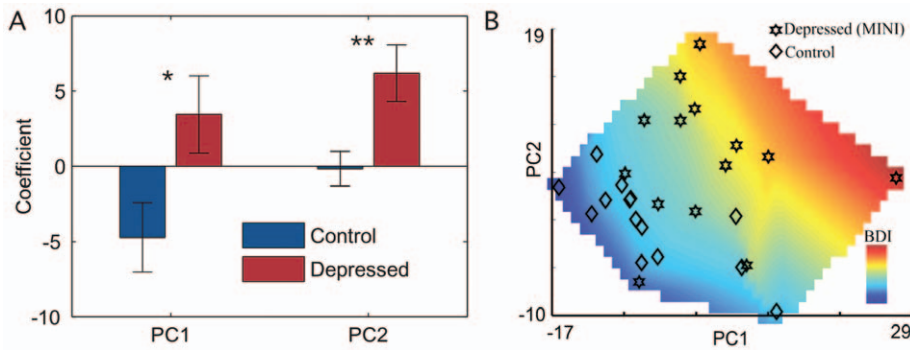 A
10
5
0
-5
-10
Coefficient
*
**
Control
Depressed
PC1
PC2
B
19
PC2
-10
-17
PC1
29
Depressed (MINI)
Control
BDI